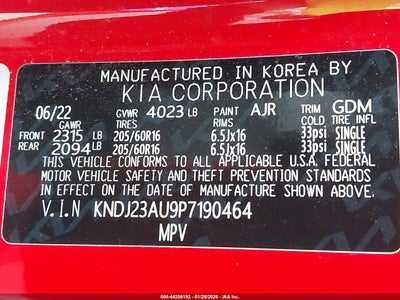 MANUFACTURED IN KOREA BY
KIA CORPORATION
06/22 GVWR 4023 LB PAINT AJR TRIM GDM
GAWR TIRES RIMS COLD TIRE INFL
FRONT 2315 LB 205/60R16 6.5Jx16 33psi SINGLE
REAR 2094 LB 205/60R16 6.5Jx16 33psi SINGLE
THIS VEHICLE CONFORMS TO ALL APPLICABLE U.S.A. FEDERAL
MOTOR VEHICLE SAFETY AND THEFT PREVENTION STANDARDS
IN EFFECT ON THE DATE OF MANUFACTURE SHOWN ABOVE.
V.I.N KNDJ23AU9P7190464
MPV
000-44256192 - 01/28/2026 - IAA Inc.